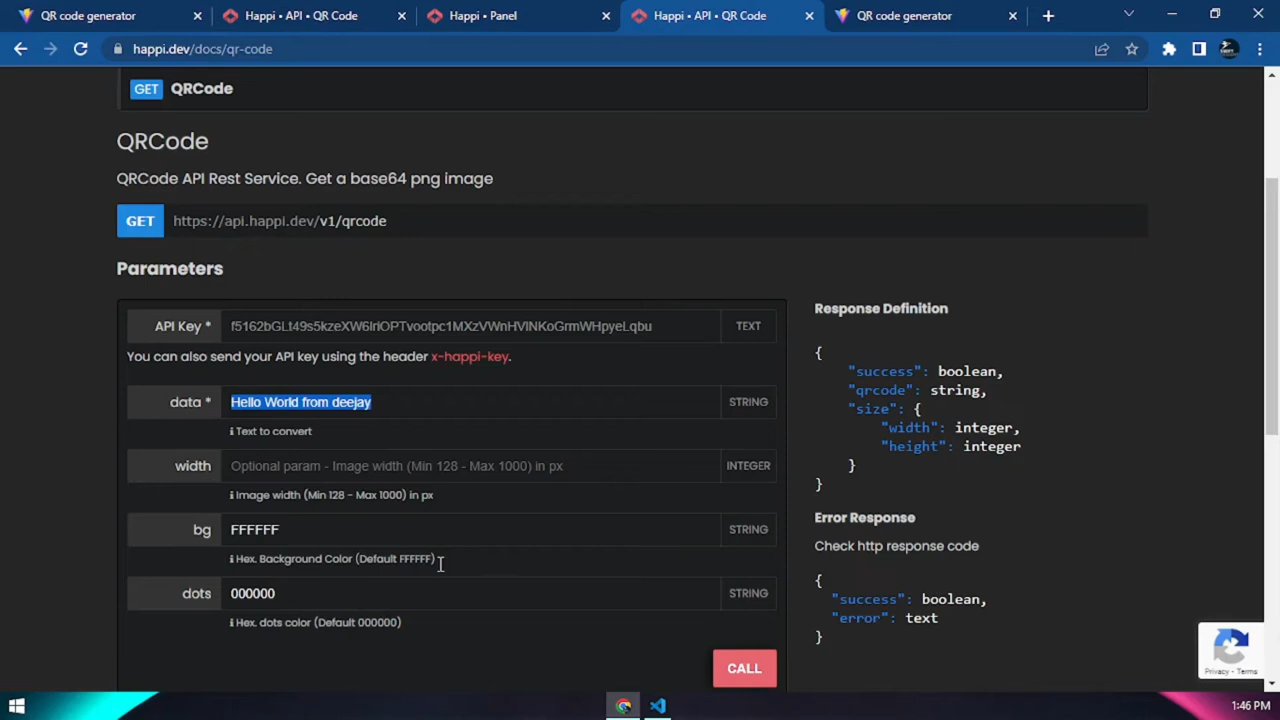 QR code generator
Happi • API • QR Code
Happi • Panel
Happi • API • QR Code
QR code generator
happi.dev/docs/qr-code
GET QRCode
QRCode
QRCode API Rest Service. Get a base64 png image
GET https://api.happi.dev/v1/qrcode
Parameters
API Key * TEXT
You can also send your API key using the header x-happi-key.
data * Hello World from deejay STRING
Text to convert
width Optional param - Image width (Min 128 - Max 1000) in px INTEGER
Image width (Min 128 - Max 1000) in px
bg FFFFFF STRING
Hex. Background Color (Default FFFFFF)
dots 000000 STRING
Hex. dots color (Default 000000)
CALL
Response Definition
{
"success": boolean,
"qrcode": string,
"size": {
"width": integer,
"height": integer
}
}
Error Response
Check http response code
{
"success": boolean,
"error": text
}
Privacy - Terms
1:46 PM